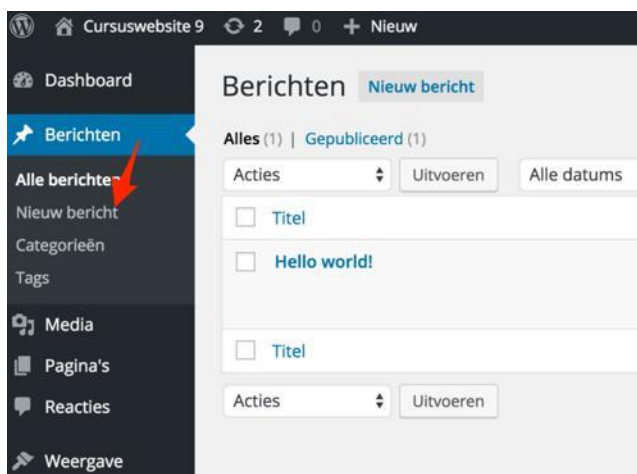 Cursuswebsite 9 2 0 + Nieuw
Dashboard
Berichten
Alle berichten
Nieuw bericht
Categorieën
Tags
Media
Pagina's
Reacties
Weergave
Berichten Nieuw bericht
Alles (1) | Gepubliceerd (1)
Acties Uitvoeren Alle datums
Titel
Hello world!
Titel
Acties Uitvoeren